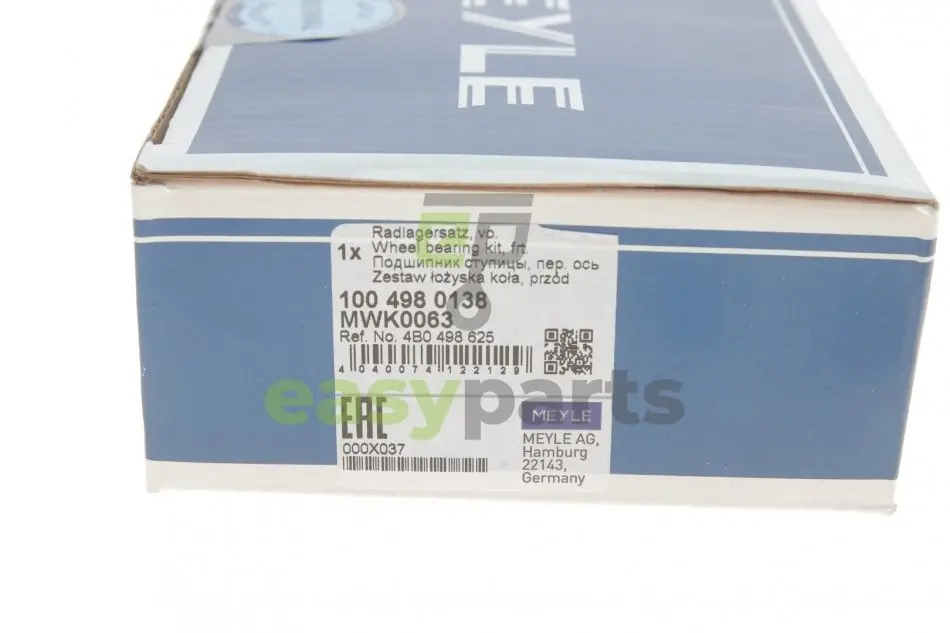 EYLE
1x
Radlagersatz, vo.
Wheel bearing kit, frt.
Подшипник ступицы, пер. ось
Zestaw łożyska koła, przód
100 498 0138
MWK0063
Ref. No. 4B0 498 625
4 040074 122129
easyparts
EAC
000X037
MEYLE
MEYLE AG,
Hamburg
22143,
Germany